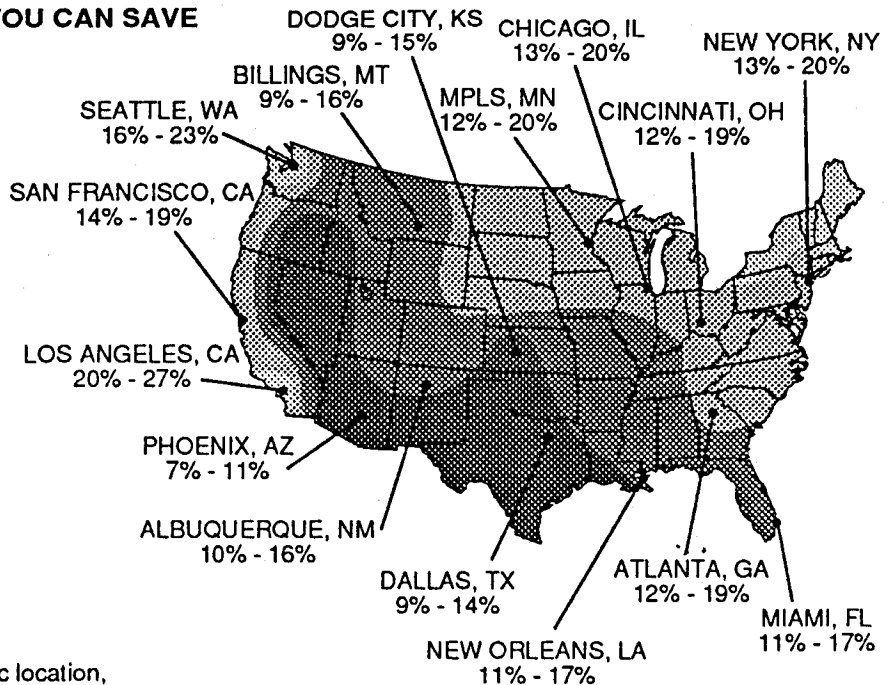 YOU CAN SAVE
DODGE CITY, KS
9% - 15%
CHICAGO, IL
13% - 20%
NEW YORK, NY
13% - 20%
BILLINGS, MT
9% - 16%
MPLS, MN
12% - 20%
CINCINNATI, OH
12% - 19%
SEATTLE, WA
16% - 23%
SAN FRANCISCO, CA
14% - 19%
LOS ANGELES, CA
20% - 27%
PHOENIX, AZ
7% - 11%
ALBUQUERQUE, NM
10% - 16%
DALLAS, TX
9% - 14%
ATLANTA, GA
12% - 19%
MIAMI, FL
11% - 17%
NEW ORLEANS, LA
11% - 17%
c location,